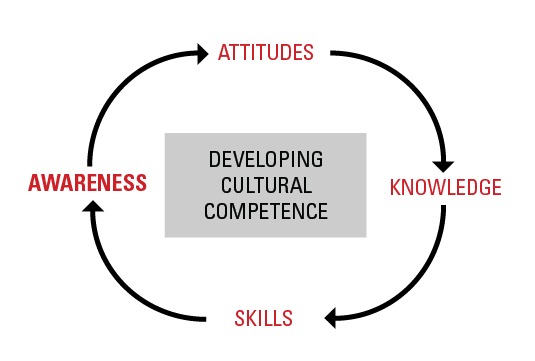 ATTITUDES
DEVELOPING
CULTURAL
COMPETENCE
AWARENESS
KNOWLEDGE
SKILLS